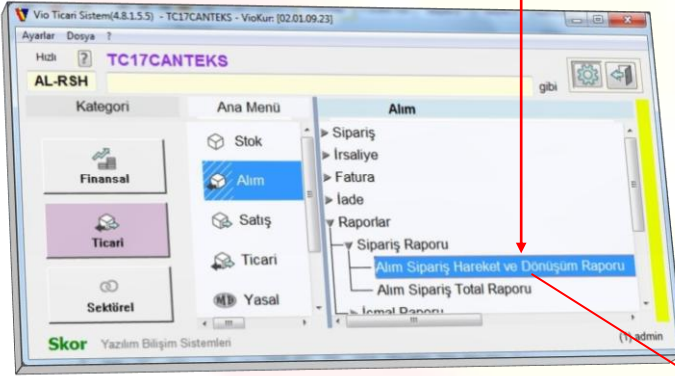 Vio Ticari Sistem(4.8.1.5.5) - TC17CANTEKS - VioKur: [02.01.09.23]
Ayarlar Dosya ?
Hızlı ? TC17CANTEKS
AL-RSH gibi
Kategori Ana Menü Alım
Finansal
Ticari
Sektörel
Stok
Alım
Satış
Ticari
Yasal
Sipariş
İrsaliye
Fatura
İade
Raporlar
Sipariş Raporu
Alım Sipariş Hareket ve Dönüşüm Raporu
Alım Sipariş Total Raporu
İcmal Raporu
Skor Yazılım Bilişim Sistemleri (1) admin